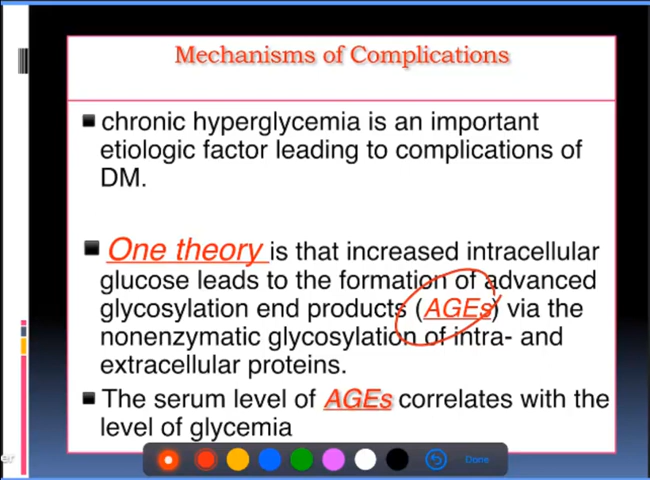 Mechanisms of Complications
chronic hyperglycemia is an important
etiologic factor leading to complications of
DM.
One theory is that increased intracellular
glucose leads to the formation of advanced
glycosylation end products (AGEs) via the
nonenzymatic glycosylation of intra- and
extracellular proteins.
The serum level of AGEs correlates with the
level of glycemia
Done